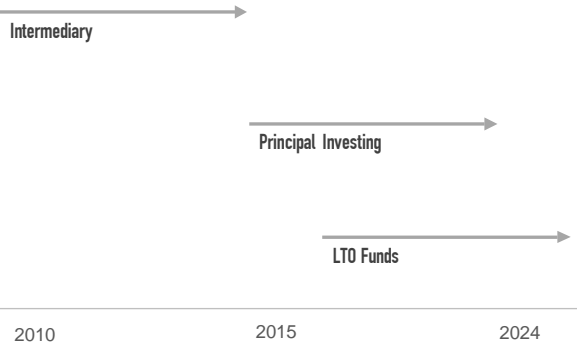 Intermediary
Principal Investing
LTO Funds
2010
2015
2024